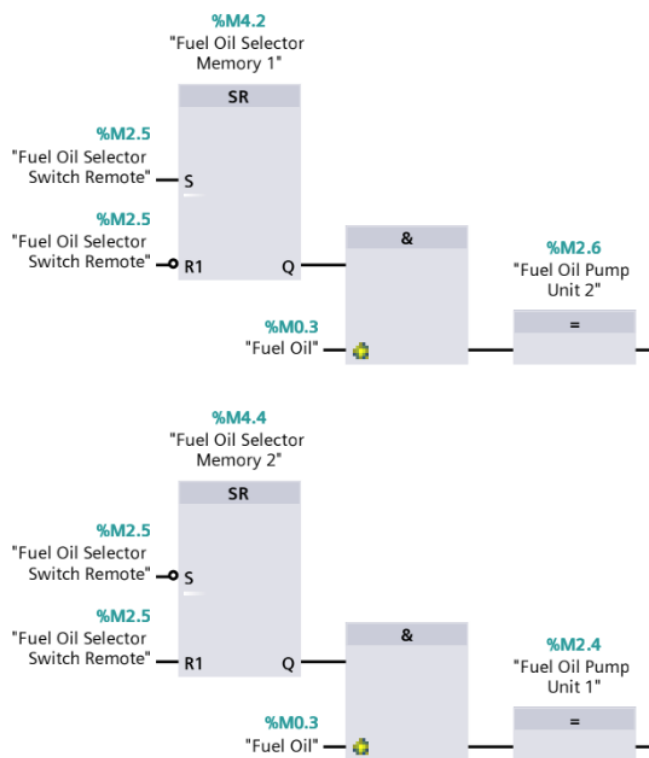 %M4.2
"Fuel Oil Selector
Memory 1"
SR
%M2.5
"Fuel Oil Selector
Switch Remote"
S
%M2.5
"Fuel Oil Selector
Switch Remote"
R1 Q
&
%M0.3
"Fuel Oil"
%M2.6
"Fuel Oil Pump
Unit 2"
=
%M4.4
"Fuel Oil Selector
Memory 2"
SR
%M2.5
"Fuel Oil Selector
Switch Remote"
S
%M2.5
"Fuel Oil Selector
Switch Remote"
R1 Q
&
%M0.3
"Fuel Oil"
%M2.4
"Fuel Oil Pump
Unit 1"
=